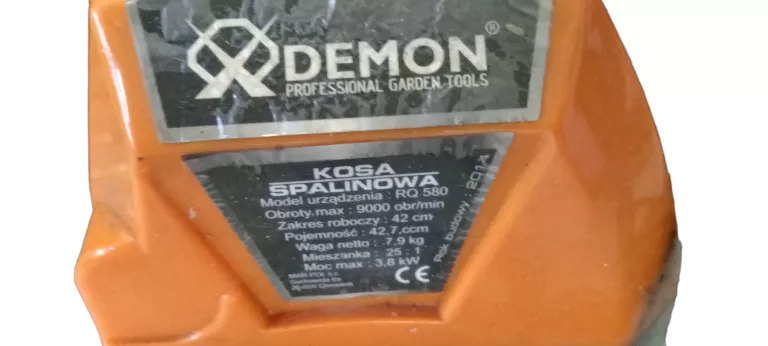 DEMON®
PROFESSIONAL GARDEN TOOLS
KOSA
SPALINOWA
Model urządzenia : RQ 580
Obroty.max : 9000 obr/min
Zakres roboczy : 42 cm
Pojemność : 42,7,ccm
Waga netto : 7,9 kg
Mieszanka : 25 : 1
Moc max : 3.8 kW
CE
Rok budowy : 2014